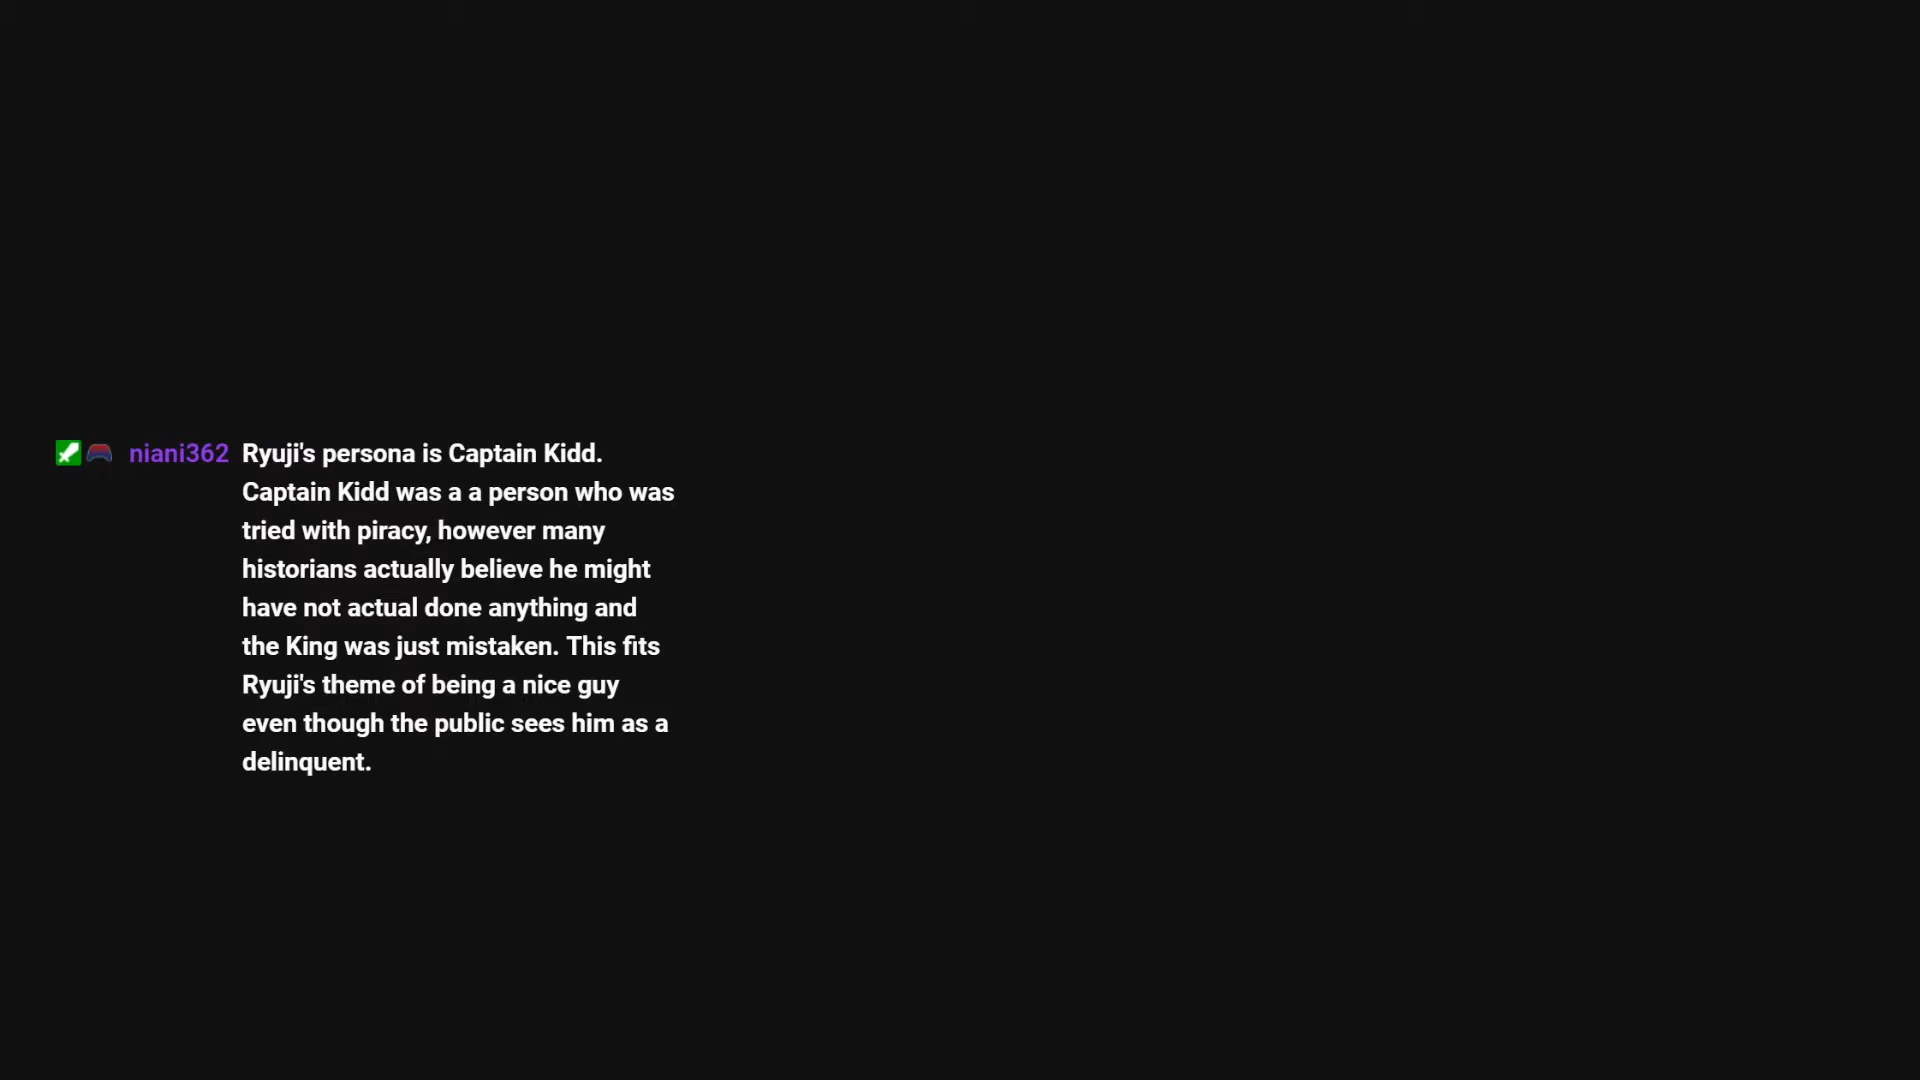 niani362 Ryuji's persona is Captain Kidd.
Captain Kidd was a a person who was
tried with piracy, however many
historians actually believe he might
have not actual done anything and
the King was just mistaken. This fits
Ryuji's theme of being a nice guy
even though the public sees him as a
delinquent.